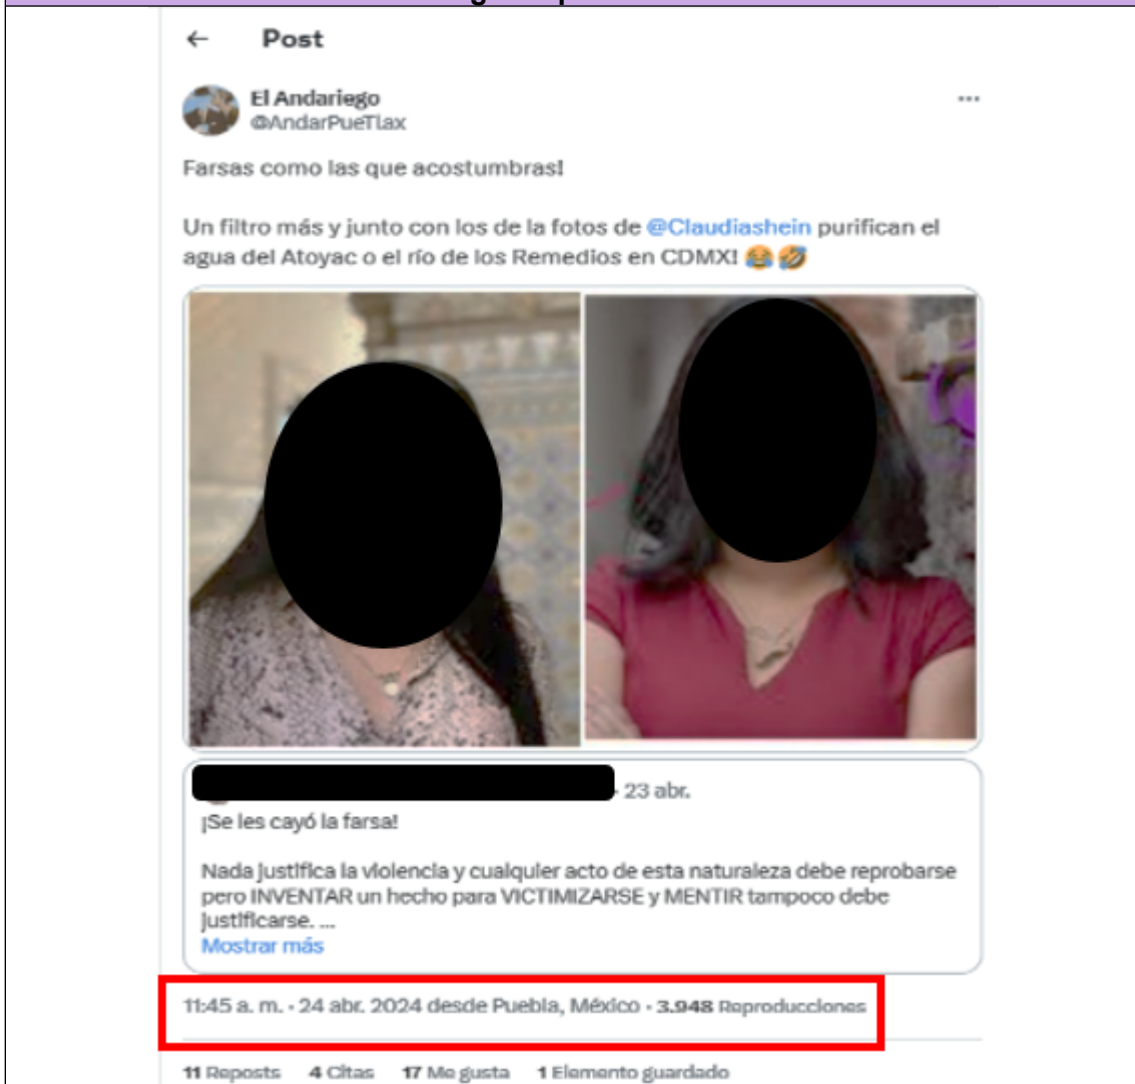 ← Post
El Andariego
@AndarPueTlax
...
Farsas como las que acostumbras!
Un filtro más y junto con los de la fotos de @Claudiashein purifican el
agua del Atoyac o el río de los Remedios en CDMX! 😂🤣
· 23 abr.
¡Se les cayó la farsa!
Nada justifica la violencia y cualquier acto de esta naturaleza debe reprobarse
pero INVENTAR un hecho para VICTIMIZARSE y MENTIR tampoco debe
justificarse. ...
Mostrar más
11:45 a. m. · 24 abr. 2024 desde Puebla, México · 3.948 Reproducciones
11 Reposts 4 Citas 17 Me gusta 1 Elemento guardado